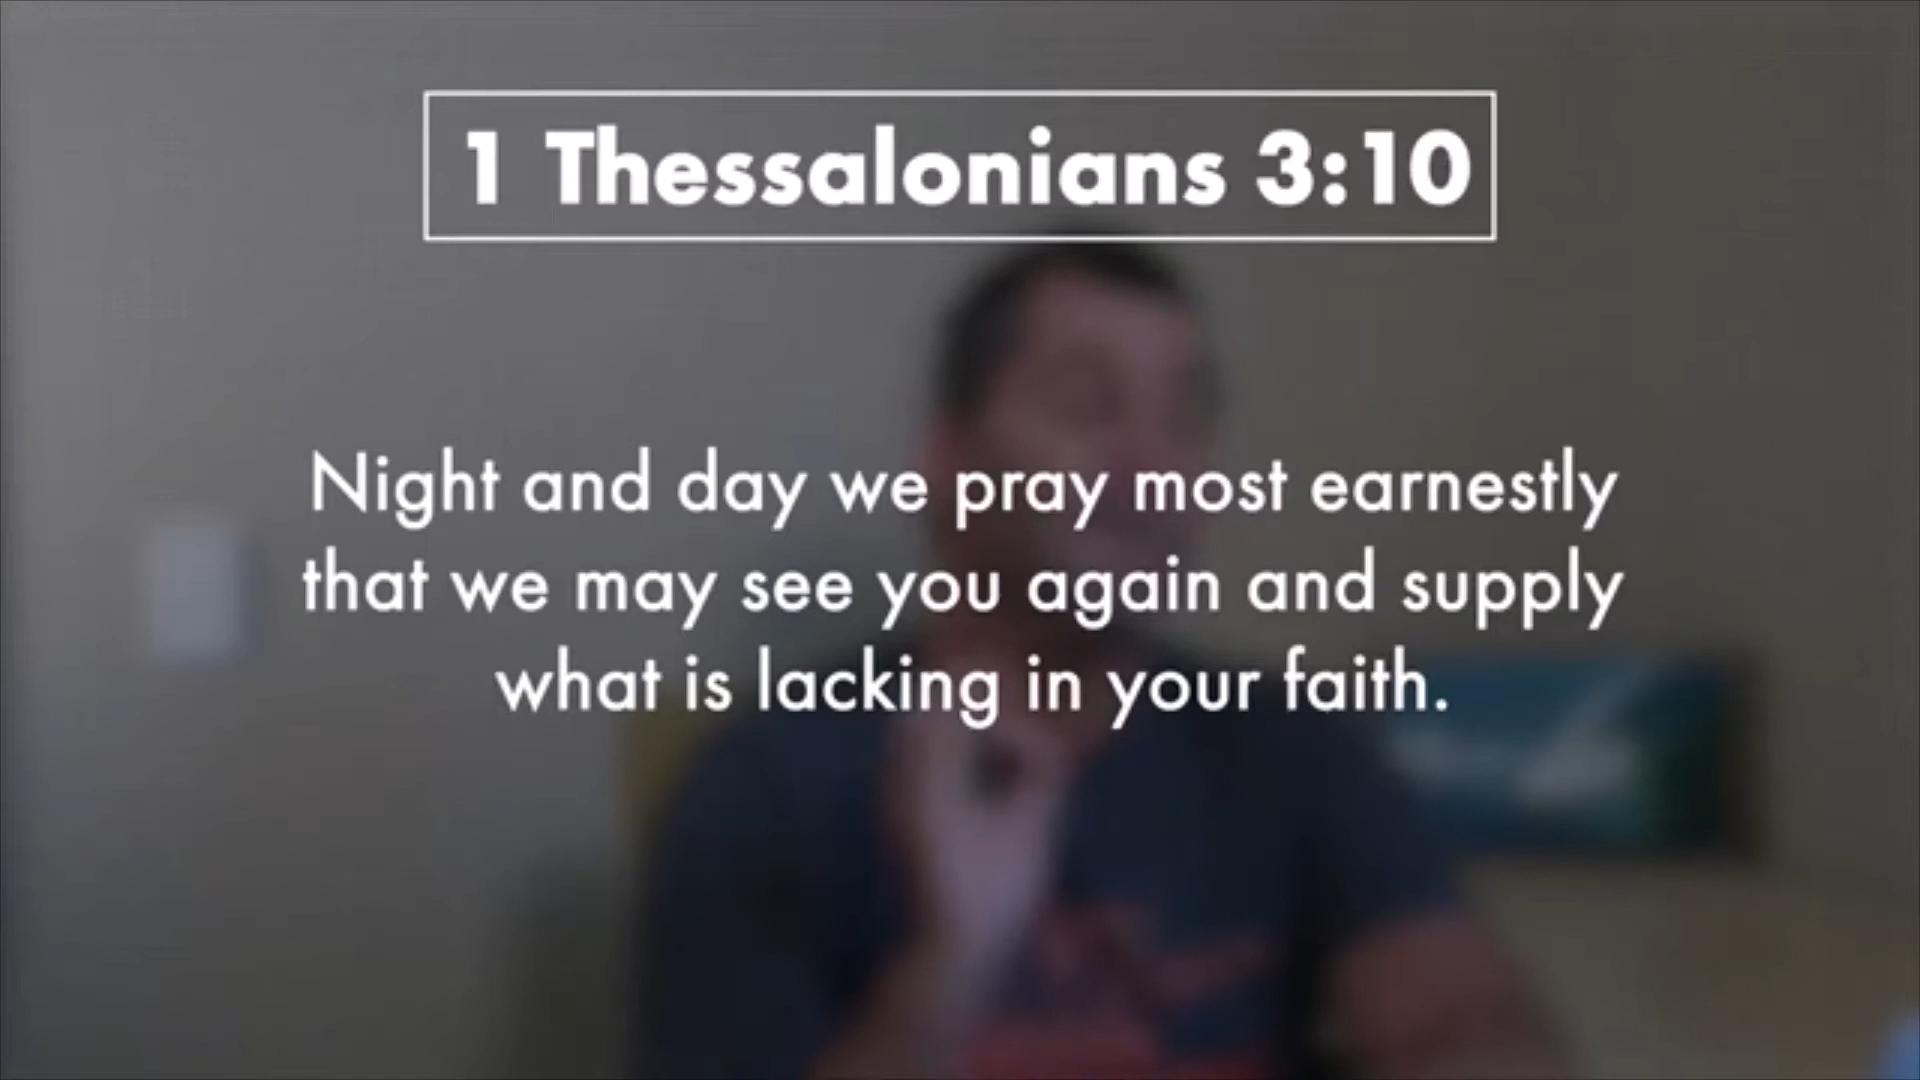 1 Thessalonians 3:10
Night and day we pray most earnestly
that we may see you again and supply
what is lacking in your faith.